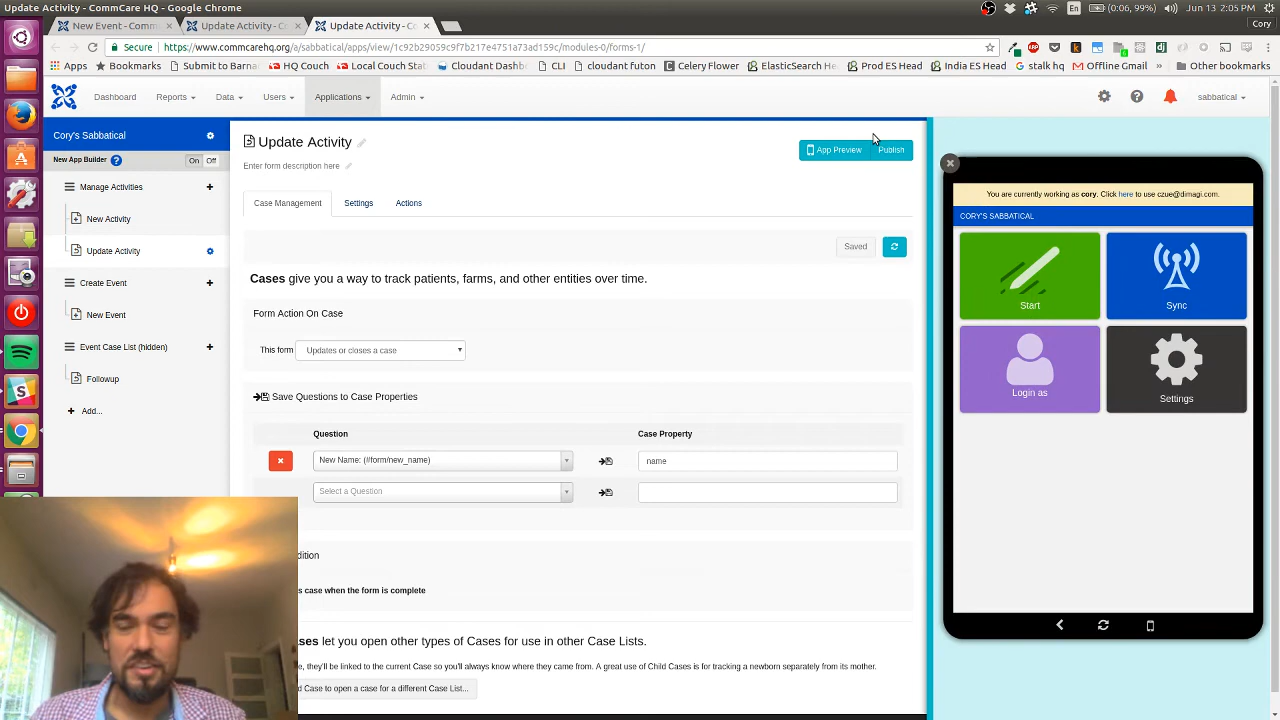 Update Activity - CommCare HQ - Google Chrome
En (0:06, 99%) Jun 13 2:05 PM
Cory
New Event - Commc ×
Update Activity - Co ×
Update Activity - Co ×
Secure https://www.commcarehq.org/a/sabbatical/apps/view/1c92b29059c9f7b217e4751a73ad159c/modules-0/forms-1/
Apps Bookmarks Submit to Barna HQ Couch Local Couch Stat Cloudant Dashb CLI cloudant futon Celery Flower ElasticSearch He Prod ES Head India ES Head stalk hq Offline Gmail » Other bookmarks
Dashboard Reports Data Users Applications Admin sabbatical
Cory's Sabbatical
New App Builder ? On Off
Manage Activities +
New Activity
Update Activity
Create Event +
New Event
Event Case List (hidden) +
Followup
+ Add...
Update Activity
Enter form description here
App Preview Publish
Case Management Settings Actions
Saved
Cases give you a way to track patients, farms, and other entities over time.
Form Action On Case
This form Updates or closes a case
Save Questions to Case Properties
Question Case Property
New Name: (#form/new_name) name
Select a Question
dition
s case when the form is complete
ses let you open other types of Cases for use in other Case Lists.
e, they'll be linked to the current Case so you'll always know where they came from. A great use of Child Cases is for tracking a newborn separately from its mother.
d Case to open a case for a different Case List...
You are currently working as cory. Click here to use czue@dimagi.com.
CORY'S SABBATICAL
Start
Sync
Login as
Settings